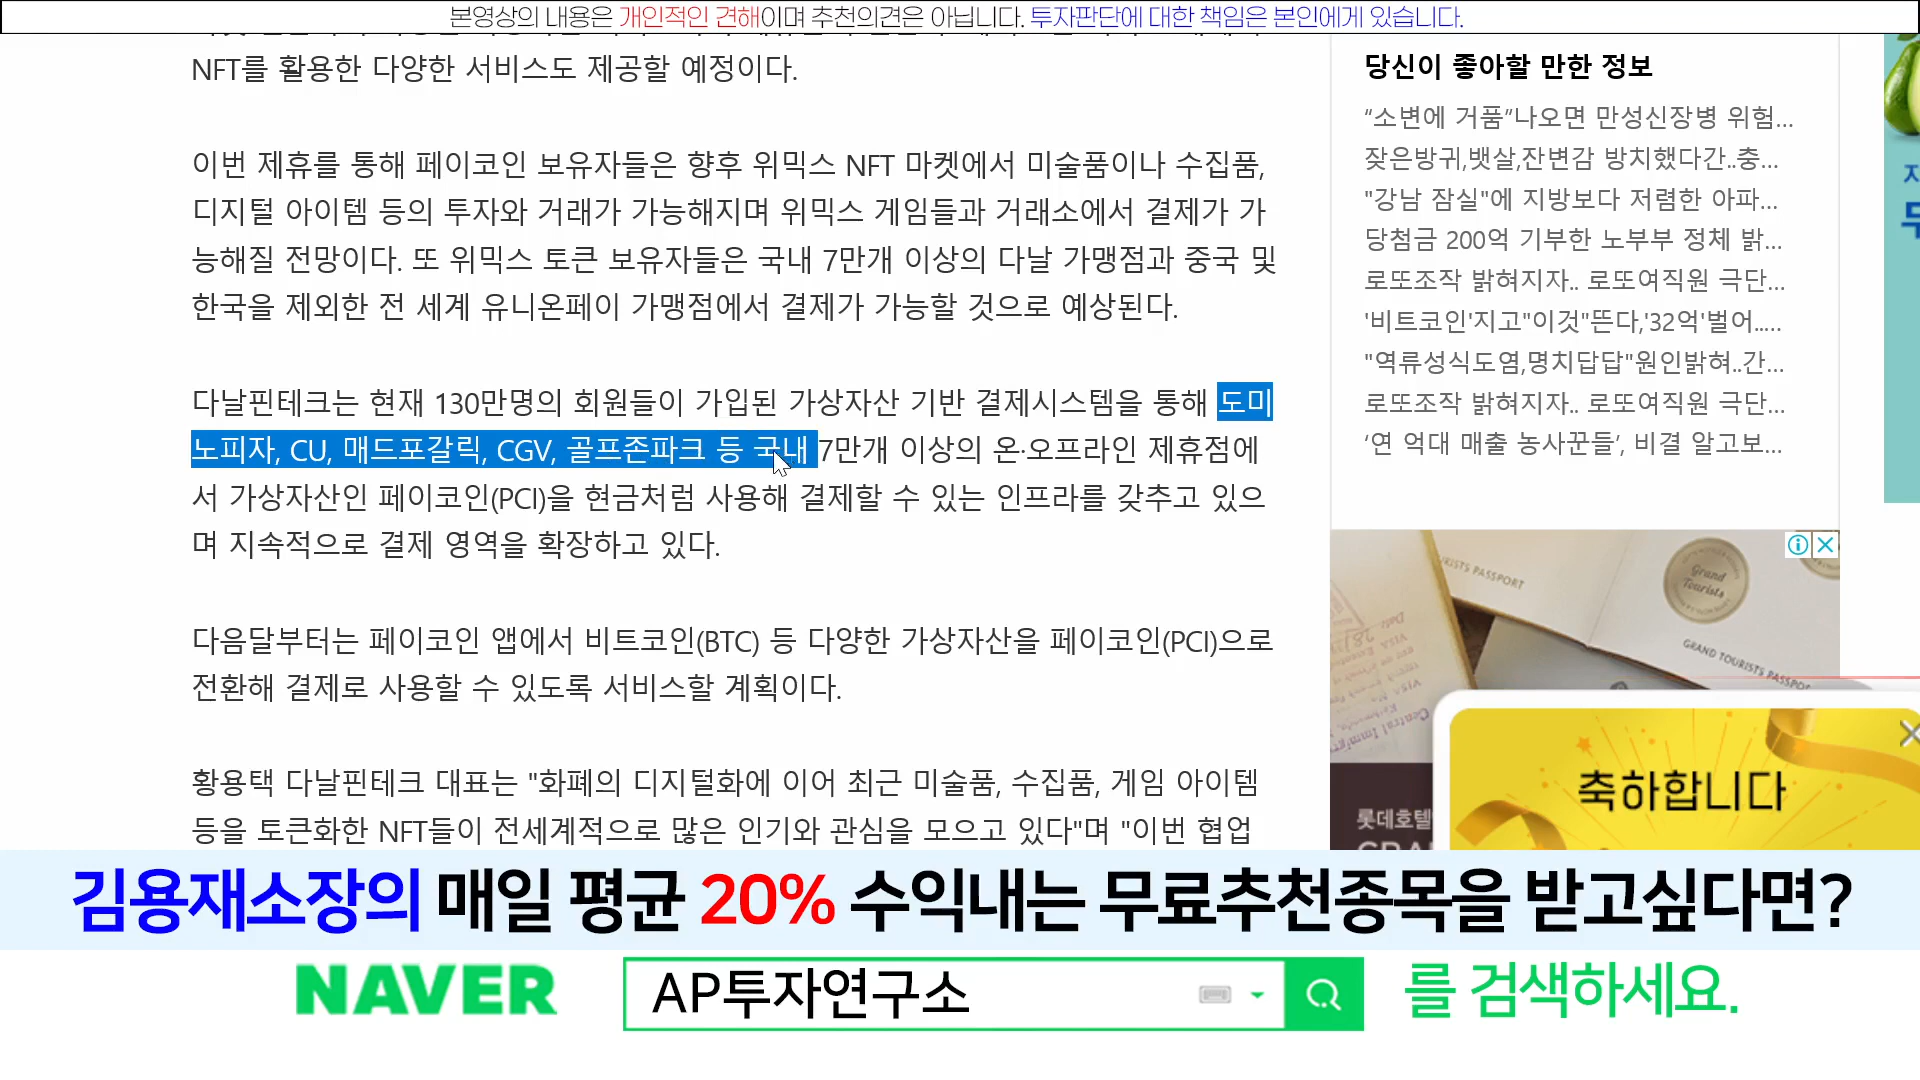 본영상의 내용은 개인적인 견해이며 추천의견은 아닙니다. 투자판단에 대한 책임은 본인에게 있습니다.
NFT를 활용한 다양한 서비스도 제공할 예정이다.
이번 제휴를 통해 페이코인 보유자들은 향후 위믹스 NFT 마켓에서 미술품이나 수집품,
디지털 아이템 등의 투자와 거래가 가능해지며 위믹스 게임들과 거래소에서 결제가 가
능해질 전망이다. 또 위믹스 토큰 보유자들은 국내 7만개 이상의 다날 가맹점과 중국 및
한국을 제외한 전 세계 유니온페이 가맹점에서 결제가 가능할 것으로 예상된다.
다날핀테크는 현재 130만명의 회원들이 가입된 가상자산 기반 결제시스템을 통해 도미
노피자, CU, 매드포갈릭, CGV, 골프존파크 등 국내 7만개 이상의 온·오프라인 제휴점에
서 가상자산인 페이코인(PCI)을 현금처럼 사용해 결제할 수 있는 인프라를 갖추고 있으
며 지속적으로 결제 영역을 확장하고 있다.
다음달부터는 페이코인 앱에서 비트코인(BTC) 등 다양한 가상자산을 페이코인(PCI)으로
전환해 결제로 사용할 수 있도록 서비스할 계획이다.
황용택 다날핀테크 대표는 "화폐의 디지털화에 이어 최근 미술품, 수집품, 게임 아이템
등을 토큰화한 NFT들이 전세계적으로 많은 인기와 관심을 모으고 있다"며 "이번 협업
당신이 좋아할 만한 정보
“소변에 거품”나오면 만성신장병 위험...
잦은방귀,뱃살,잔변감 방치했다간..충...
"강남 잠실"에 지방보다 저렴한 아파...
당첨금 200억 기부한 노부부 정체 밝...
로또조작 밝혀지자.. 로또여직원 극단...
'비트코인'지고"이것"뜬다,'32억'벌어.....
"역류성식도염,명치답답"원인밝혀..간...
로또조작 밝혀지자.. 로또여직원 극단...
‘연 억대 매출 농사꾼들’, 비결 알고보...
Grand
Tourists
GRAND TOURISTS PASSPORT
롯데호텔
축하합니다
김용재소장의 매일 평균 20% 수익내는 무료추천종목을 받고싶다면?
NAVER AP투자연구소 를 검색하세요.